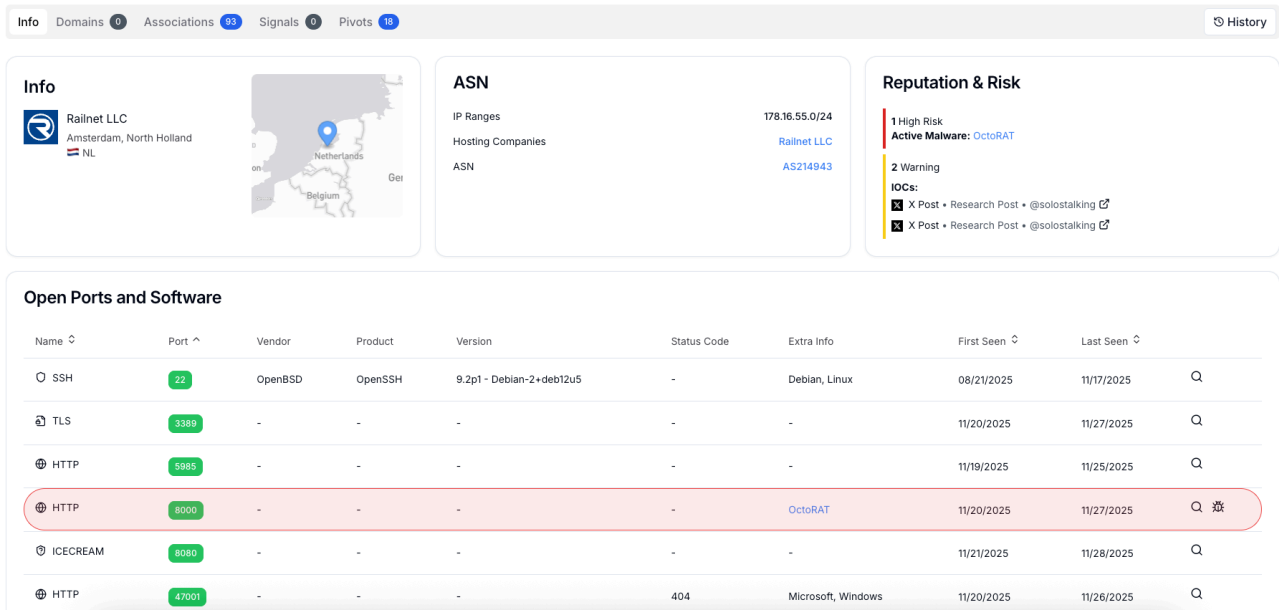 Info Domains 0 Associations 93 Signals 0 Pivots 18 History
Info
Railnet LLC
Amsterdam, North Holland
NL
Netherlands
Belgium
Ger
on
ASN
IP Ranges 178.16.55.0/24
Hosting Companies Railnet LLC
ASN AS214943
Reputation & Risk
1 High Risk
Active Malware: OctoRAT
2 Warning
IOCs:
X Post • Research Post • @solostalking
X Post • Research Post • @solostalking
Open Ports and Software
Name Port Vendor Product Version Status Code Extra Info First Seen Last Seen
SSH 22 OpenBSD OpenSSH 9.2p1 - Debian-2+deb12u5 - Debian, Linux 08/21/2025 11/17/2025
TLS 3389 - - - - - 11/20/2025 11/27/2025
HTTP 5985 - - - - - 11/19/2025 11/25/2025
HTTP 8000 - - - - OctoRAT 11/20/2025 11/27/2025
ICECREAM 8080 - - - - - 11/21/2025 11/28/2025
HTTP 47001 - - - 404 Microsoft, Windows 11/20/2025 11/26/2025